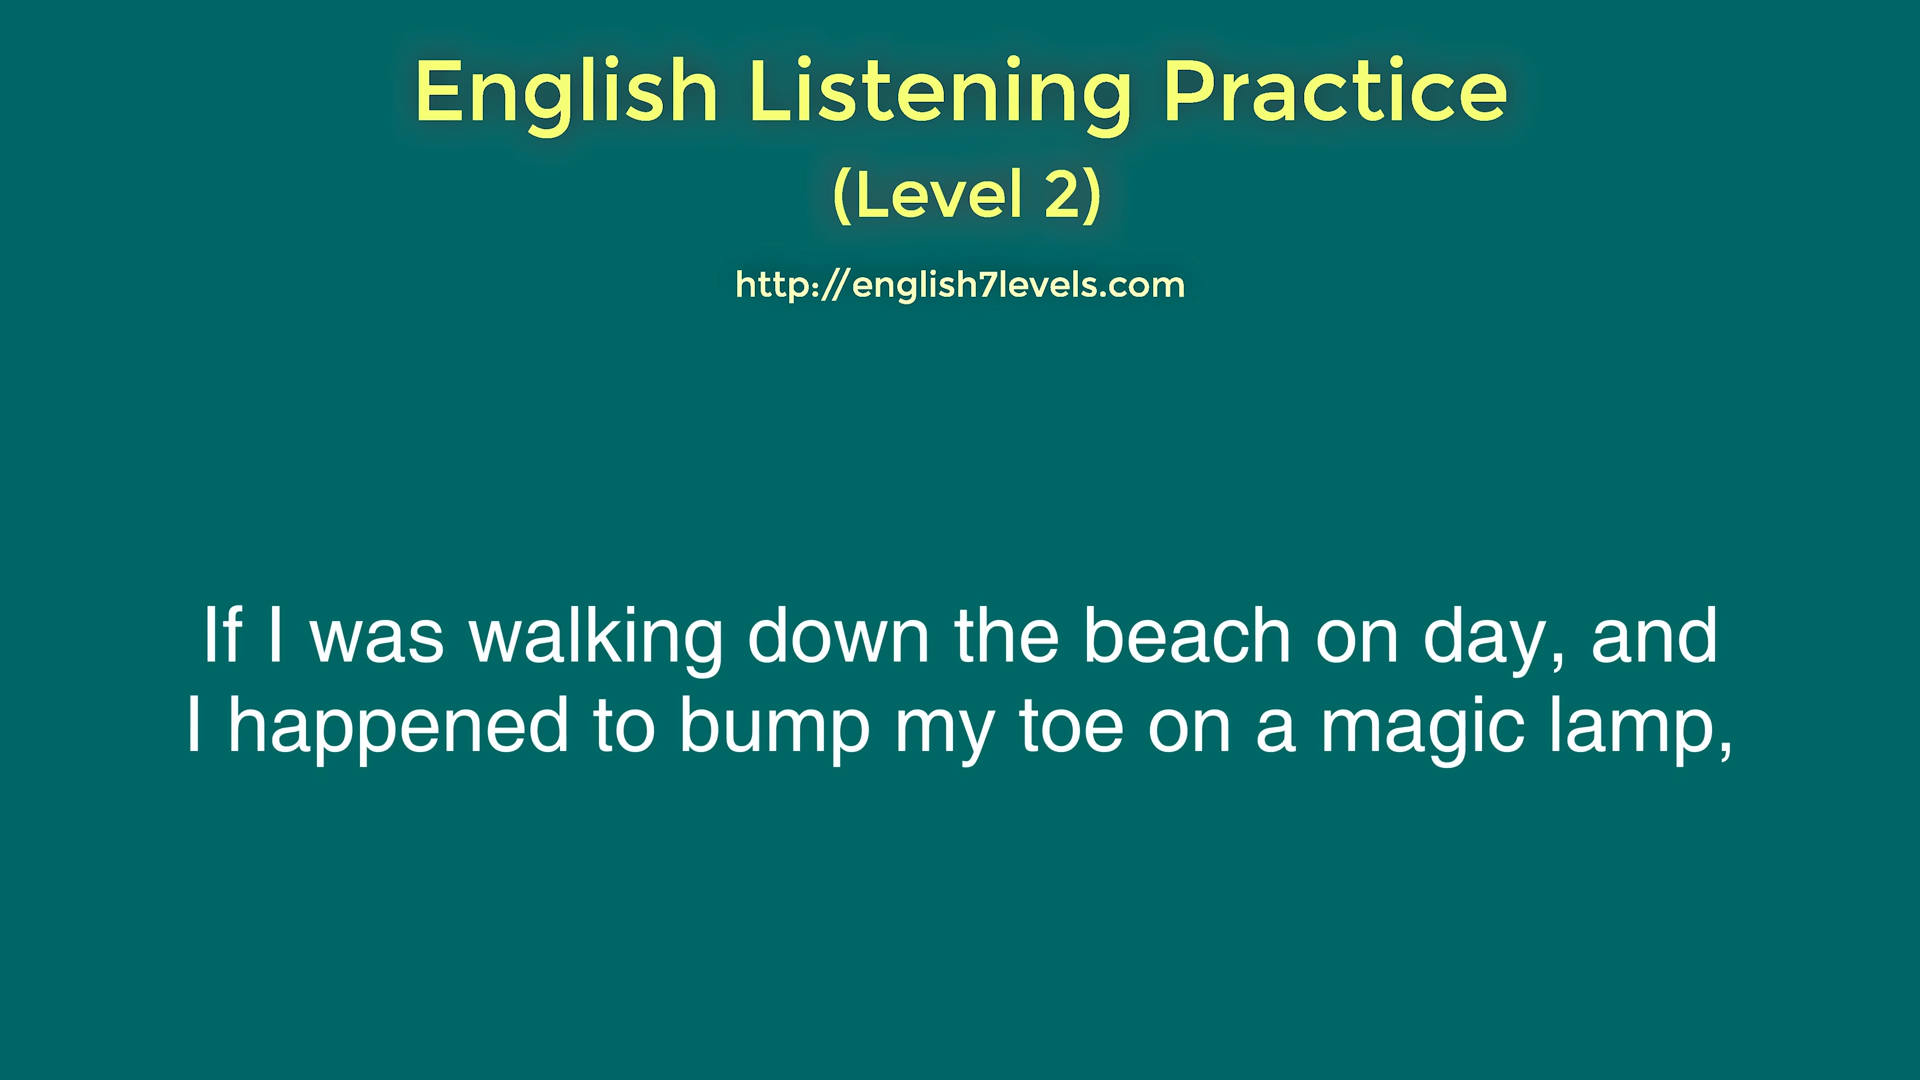 English Listening Practice
(Level 2)
http://english7levels.com
If I was walking down the beach on day, and
I happened to bump my toe on a magic lamp,